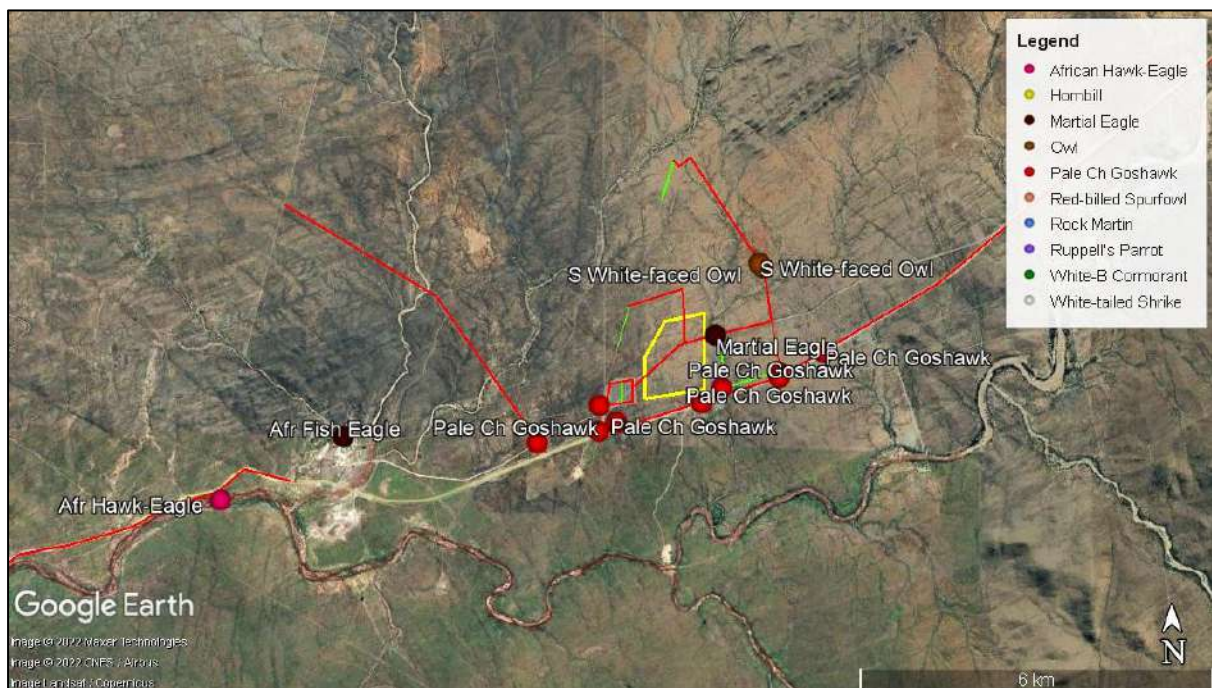 Legend
African Hawk-Eagle
Hornbill
Martial Eagle
Owl
Pale Ch Goshawk
Red-billed Spurfowl
Rock Martin
Ruppell's Parrot
White-B Cormorant
White-tailed Shrike
S White-faced Owl
S White-faced Owl
Martial Eagle
Pale Ch Goshawk
Pale Ch Goshawk
Pale Ch Goshawk
Afr Fish Eagle
Pale Ch Goshawk
Pale Ch Goshawk
Afr Hawk-Eagle
Google Earth
Image © 2022 Maxar Technologies
Image © 2022 CNES / Airbus
Image Landsat / Copernicus
N
6 km